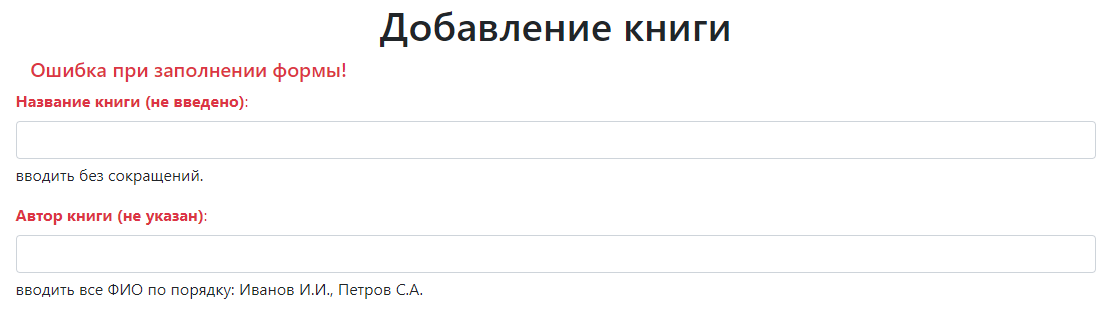 Добавление книги
Ошибка при заполнении формы!
Название книги (не введено):
вводить без сокращений.
Автор книги (не указан):
вводить все ФИО по порядку: Иванов И.И., Петров С.А.